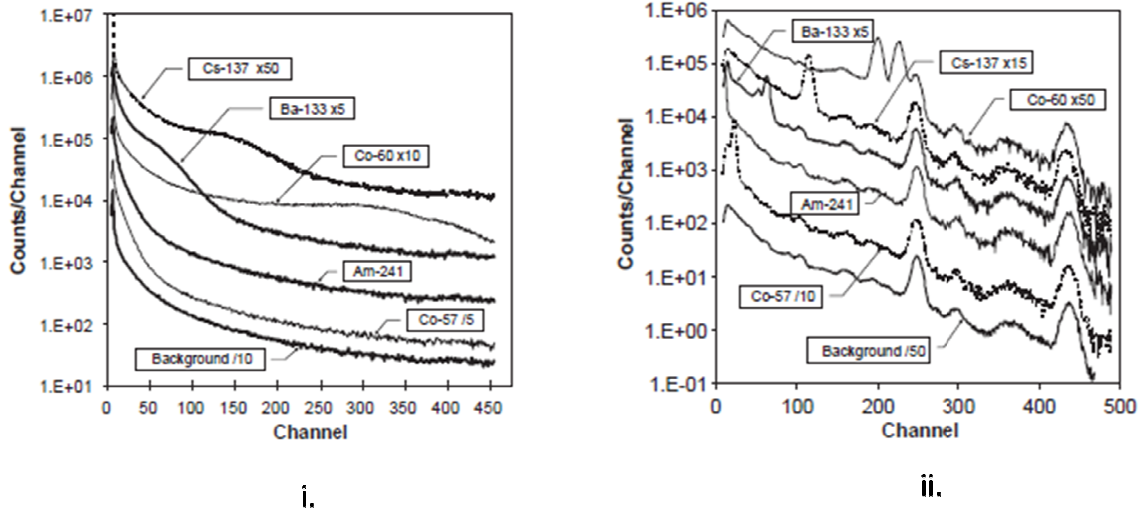 1.E+07
1.E+06
1.E+05
1.E+04
1.E+03
1.E+02
1.E+01
Counts/Channel
Cs-137 x50
Ba-133 x5
Co-60 x10
Am-241
Co-57 /5
Background /10
0 50 100 150 200 250 300 350 400 450
Channel
i.
1.E+06
1.E+05
1.E+04
1.E+03
1.E+02
1.E+01
1.E+00
1.E-01
Counts/Channel
Ba-133 x5
Cs-137 x15
Co-60 x50
Am-241
Co-57 /10
Background /50
0 100 200 300 400 500
Channel
ii.